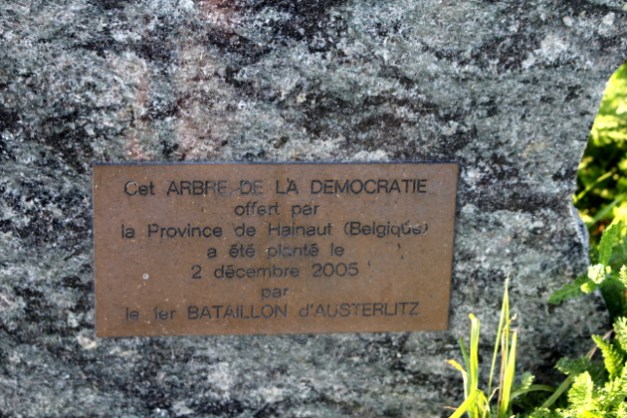 Cet ARBRE DE LA DEMOCRATIE
offert par
la Province de Hainaut (Belgique)
a été planté le
2 décembre 2005
par
le 1er BATAILLON d'AUSTERLITZ